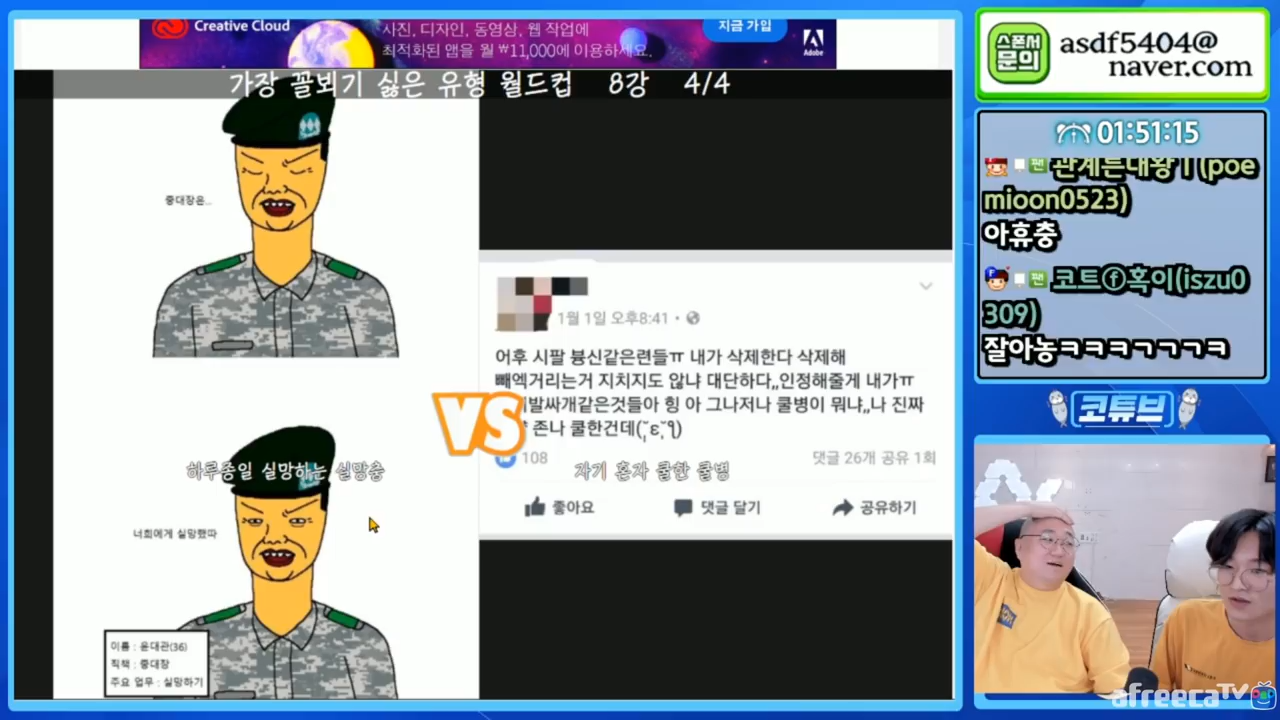 Creative Cloud
사진, 디자인, 동영상, 웹 작업에
최적화된 앱을 월 ₩11,000에 이용하세요.
지금 가입
Adobe
가장 꼴뵈기 싫은 유형 월드컵 8강 4/4
중대장은...
하루종일 실망하는 실망충
너희에게 실망했따
이름 : 윤대관(36)
직책 : 중대장
주요 업무 : 실망하기
VS
1월 1일 오후8:41
어후 시팔 븅신같은련들ㅠ 내가 삭제한다 삭제해
빼엑거리는거 지치지도 않냐 대단하다,,인정해줄게 내가ㅠ
발싸개같은것들아 힝 아 그나저나 쿨병이 뭐냐,,나 진짜
존나 쿨한건데
108
댓글 26개 공유 1회
자기 혼자 쿨한 쿨병
좋아요
댓글 달기
공유하기
스폰서
문의
asdf5404@
naver.com
01:51:15
팬 (poe
mioon0523)
아휴충
팬 코트ⓕ혹이(iszu0
309)
잘아농ㅋㅋㅋㄱㄱㄱㅋ
코튜브
afreecaTV